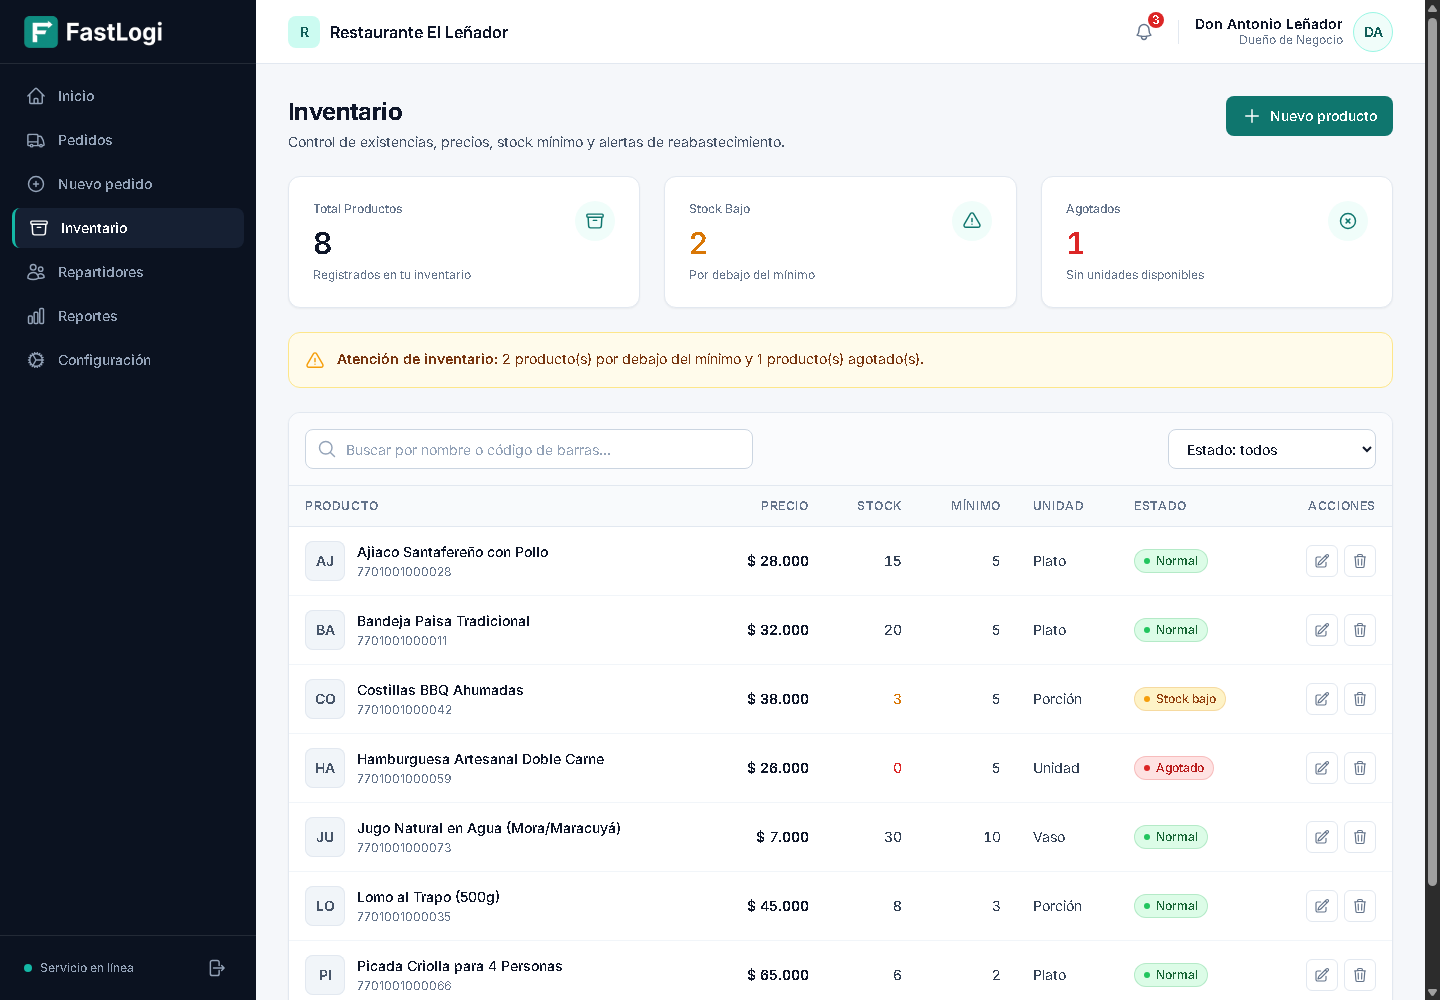 FastLogi
Inicio
Pedidos
Nuevo pedido
Inventario
Repartidores
Reportes
Configuración
Servicio en línea
R Restaurante El Leñador
3
Don Antonio Leñador
Dueño de Negocio
DA
Inventario
Control de existencias, precios, stock mínimo y alertas de reabastecimiento.
Nuevo producto
Total Productos
8
Registrados en tu inventario
Stock Bajo
2
Por debajo del mínimo
Agotados
1
Sin unidades disponibles
Atención de inventario: 2 producto(s) por debajo del mínimo y 1 producto(s) agotado(s).
Buscar por nombre o código de barras...
Estado: todos
PRODUCTO PRECIO STOCK MÍNIMO UNIDAD ESTADO ACCIONES
AJ Ajiaco Santafereño con Pollo $ 28.000 15 5 Plato Normal
7701001000028
BA Bandeja Paisa Tradicional $ 32.000 20 5 Plato Normal
7701001000011
CO Costillas BBQ Ahumadas $ 38.000 3 5 Porción Stock bajo
7701001000042
HA Hamburguesa Artesanal Doble Carne $ 26.000 0 5 Unidad Agotado
7701001000059
JU Jugo Natural en Agua (Mora/Maracuyá) $ 7.000 30 10 Vaso Normal
7701001000073
LO Lomo al Trapo (500g) $ 45.000 8 3 Porción Normal
7701001000035
PI Picada Criolla para 4 Personas $ 65.000 6 2 Plato Normal
7701001000066